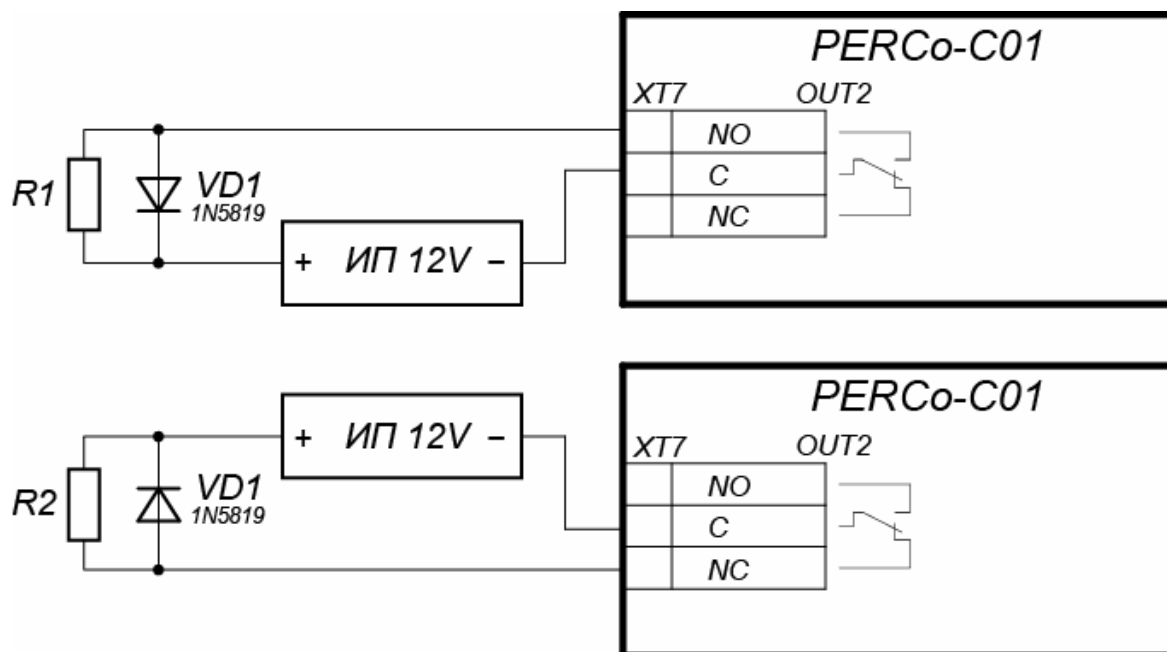 PERCo-C01
XT7 OUT2
NO
C
NC
R1
VD1
1N5819
+ ИП 12V −
PERCo-C01
+ ИП 12V −
XT7 OUT2
NO
C
NC
R2
VD1
1N5819